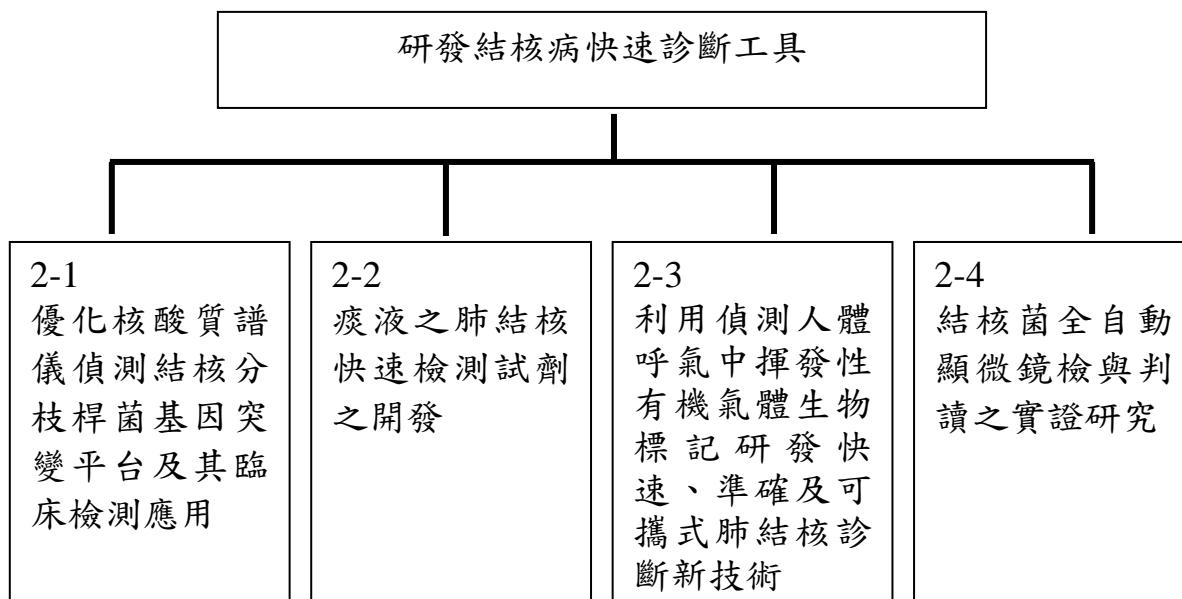 研發結核病快速診斷工具
2-1
優化核酸質譜
儀偵測結核分
枝桿菌基因突
變平台及其臨
床檢測應用
2-2
痰液之肺結核
快速檢測試劑
之開發
2-3
利用偵測人體
呼氣中揮發性
有機氣體生物
標記研發快
速、準確及可
攜式肺結核診
斷新技術
2-4
結核菌全自動
顯微鏡檢與判
讀之實證研究